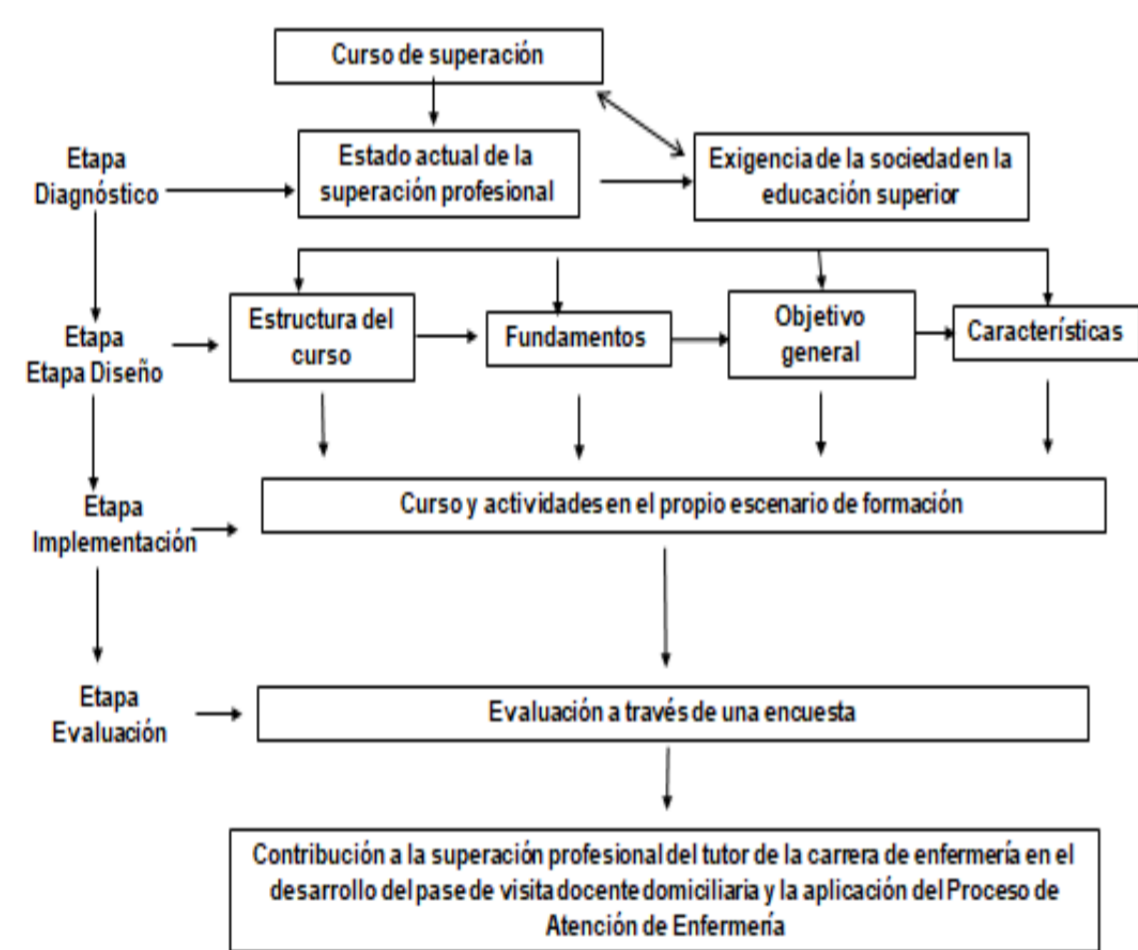 Curso de superación
Etapa
Diagnóstico
Estado actual de la
superación profesional
Exigencia de la sociedad en la
educación superior
Etapa
Etapa Diseño
Estructura del
curso
Fundamentos
Objetivo
general
Característícas
Etapa
Implementación
Curso y actividades en el propio escenario de formación
Etapa
Evaluación
Evaluación a través de una encuesta
Contribución a la superación profesional del tutor de la carrera de enfermería en el
desarrollo del pase de visita docente domiciliaria y la aplicación del Proceso de
Atención de Enfermería